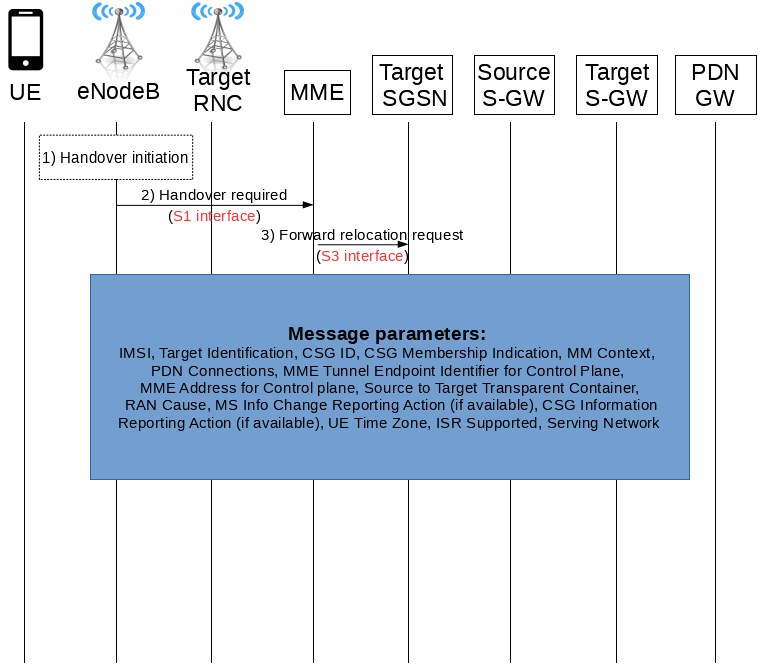 UE
eNodeB
Target
RNC
MME
Target
SGSN
Source
S-GW
Target
S-GW
PDN
GW
1) Handover initiation
2) Handover required
(S1 interface)
3) Forward relocation request
(S3 interface)
Message parameters:
IMSI, Target Identification, CSG ID, CSG Membership Indication, MM Context,
PDN Connections, MME Tunnel Endpoint Identifier for Control Plane,
MME Address for Control plane, Source to Target Transparent Container,
RAN Cause, MS Info Change Reporting Action (if available), CSG Information
Reporting Action (if available), UE Time Zone, ISR Supported, Serving Network